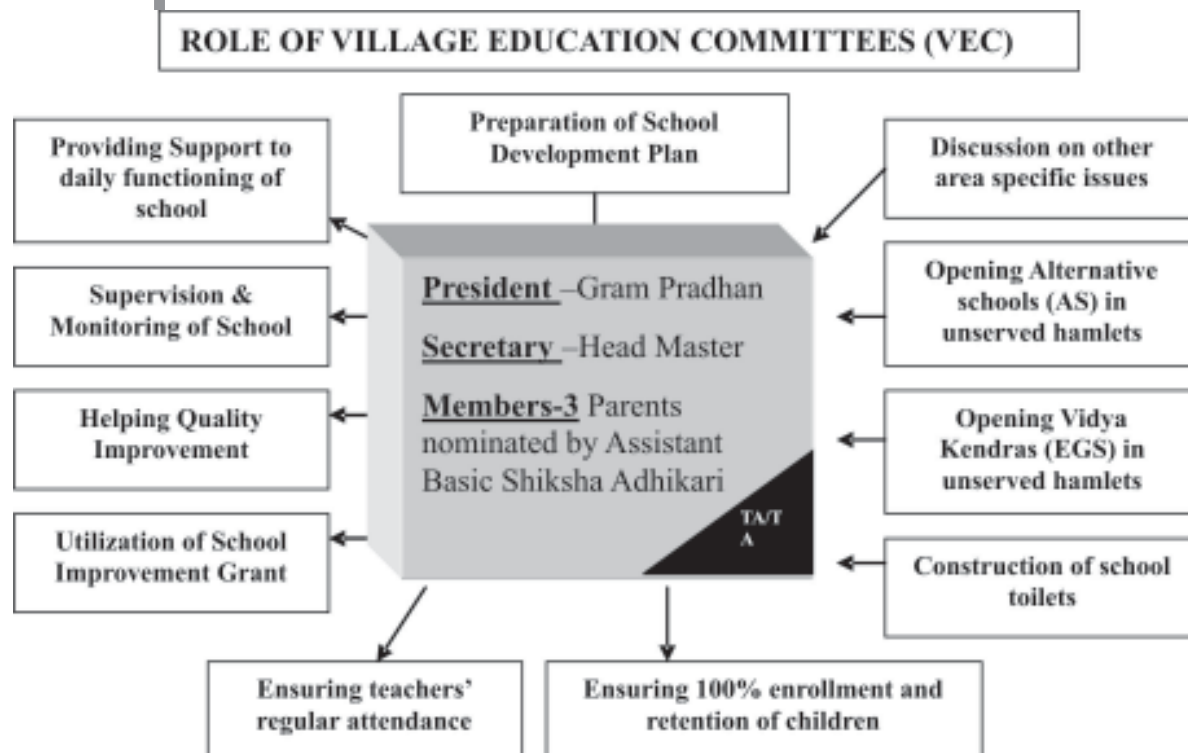 ROLE OF VILLAGE EDUCATION COMMITTEES (VEC)
Preparation of School
Development Plan
Providing Support to
daily functioning of
school
Supervision &
Monitoring of School
Helping Quality
Improvement
Utilization of School
Improvement Grant
President –Gram Pradhan
Secretary –Head Master
Members-3 Parents
nominated by Assistant
Basic Shiksha Adhikari
TA/T
A
Discussion on other
area specific issues
Opening Alternative
schools (AS) in
unserved hamlets
Opening Vidya
Kendras (EGS) in
unserved hamlets
Construction of school
toilets
Ensuring teachers’
regular attendance
Ensuring 100% enrollment and
retention of children